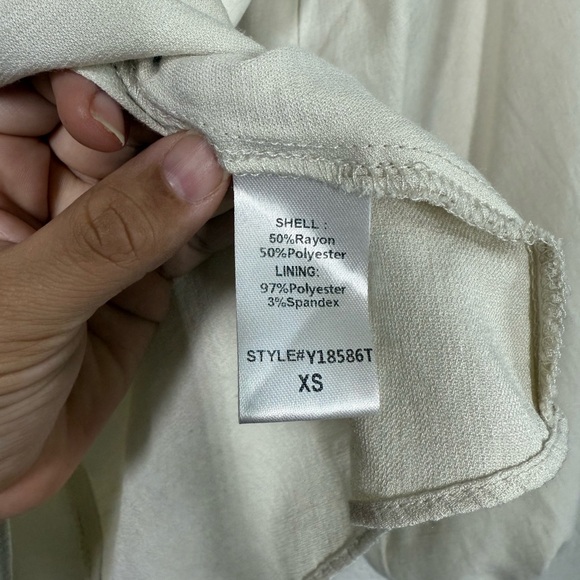 SHELL :
50%Rayon
50%Polyester
LINING:
97%Polyester
3%Spandex
STYLE#Y18586T
XS